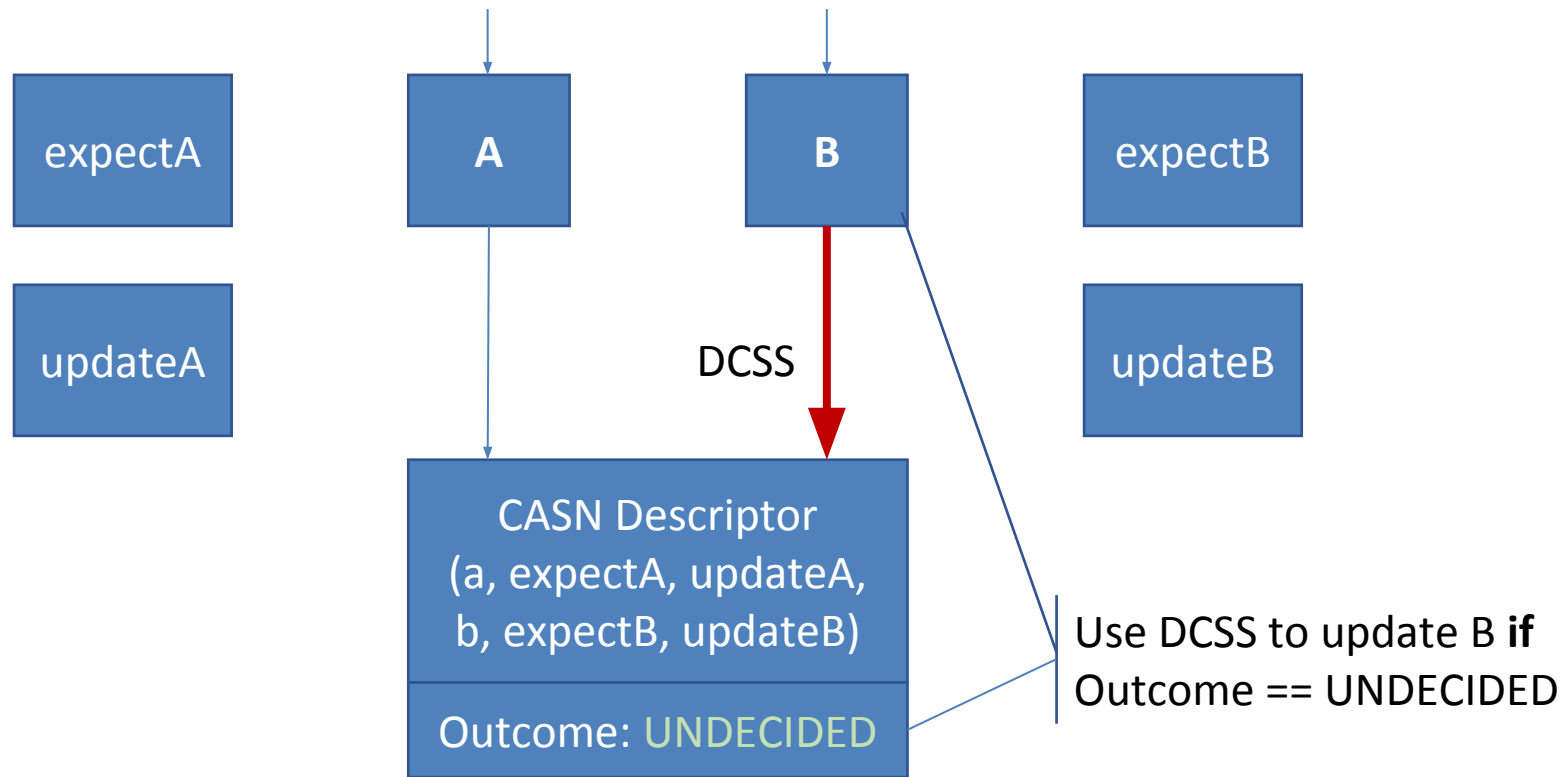 expectA
A
B
expectB
updateA
DCSS
updateB
CASN Descriptor
(a, expectA, updateA,
b, expectB, updateB)
Use DCSS to update B if
Outcome == UNDECIDED
Outcome: UNDECIDED